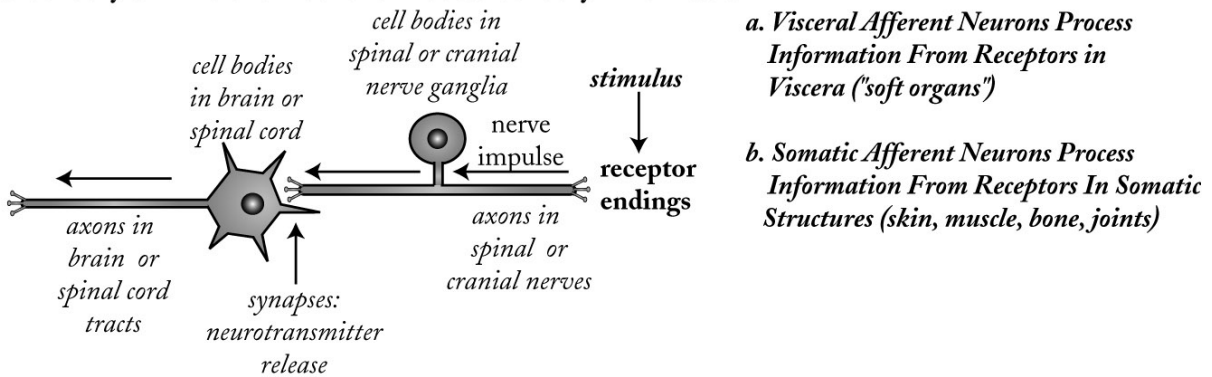 cell bodies in
spinal or cranial
nerve ganglia
cell bodies
in brain or
spinal cord
nerve
impulse
stimulus
receptor
endings
axons in
brain or
spinal cord
tracts
synapses:
neurotransmitter
release
axons in
spinal or
cranial nerves
a. Visceral Afferent Neurons Process
Information From Receptors in
Viscera ("soft organs")
b. Somatic Afferent Neurons Process
Information From Receptors In Somatic
Structures (skin, muscle, bone, joints)